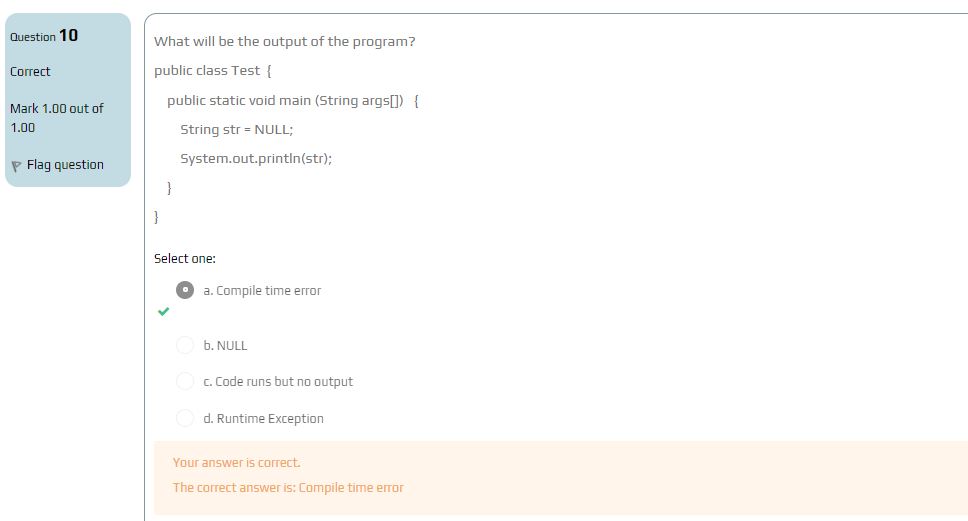 Question 10
Correct
Mark 1.00 out of
1.00
Flag question
What will be the output of the program?
public class Test {
public static void main (String args[]) {
String str = NULL;
System.out.println(str);
}
}
Select one:
a. Compile time error
b. NULL
c. Code runs but no output
d. Runtime Exception
Your answer is correct.
The correct answer is: Compile time error